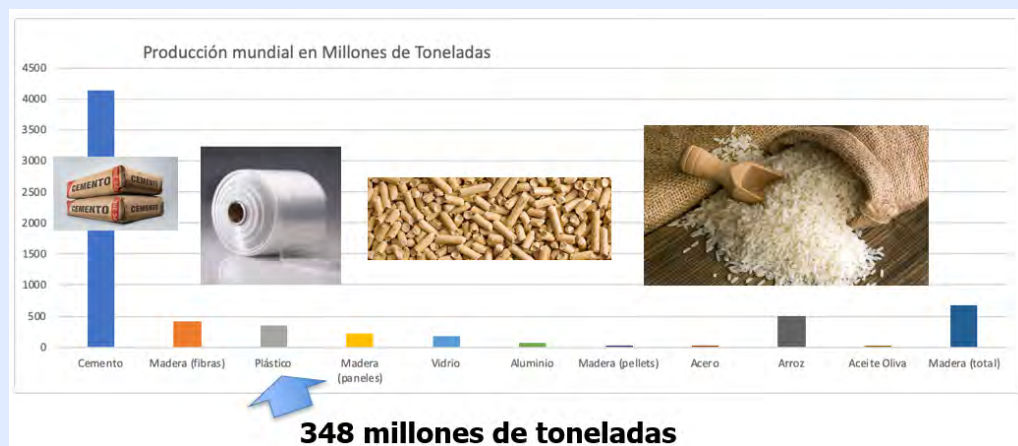 Producción mundial en Millones de Toneladas
4500
4000
3500
3000
2500
2000
1500
1000
500
0
CEMENTO
CEMENTO
Cemento
Madera (fibras)
Plástico
Madera
(paneles)
Vidrio
Aluminio
Madera (pellets)
Acero
Arroz
Aceite Oliva
Madera (total)
348 millones de toneladas